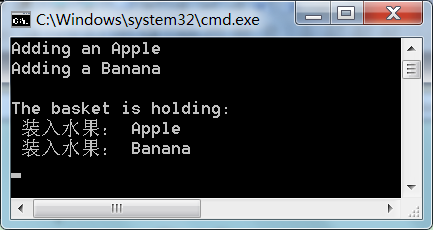 C:\Windows\system32\cmd.exe
Adding an Apple
Adding a Banana
The basket is holding:
装入水果： Apple
装入水果： Banana